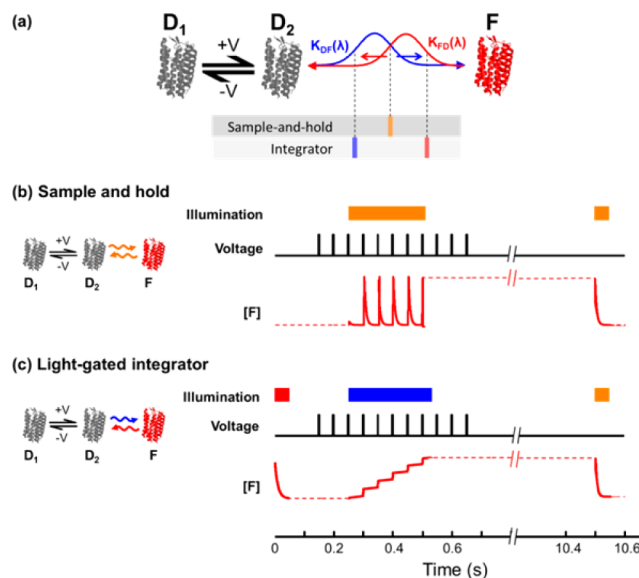 (a)
D1 D2 F
+V
-V
KDF(λ) KFD(λ)
Sample-and-hold
Integrator
(b) Sample and hold
Illumination
Voltage
[F]
+V
-V
D1 D2 F
(c) Light-gated integrator
Illumination
Voltage
[F]
+V
-V
D1 D2 F
0 0.2 0.4 0.6 10.4 10.6
Time (s)